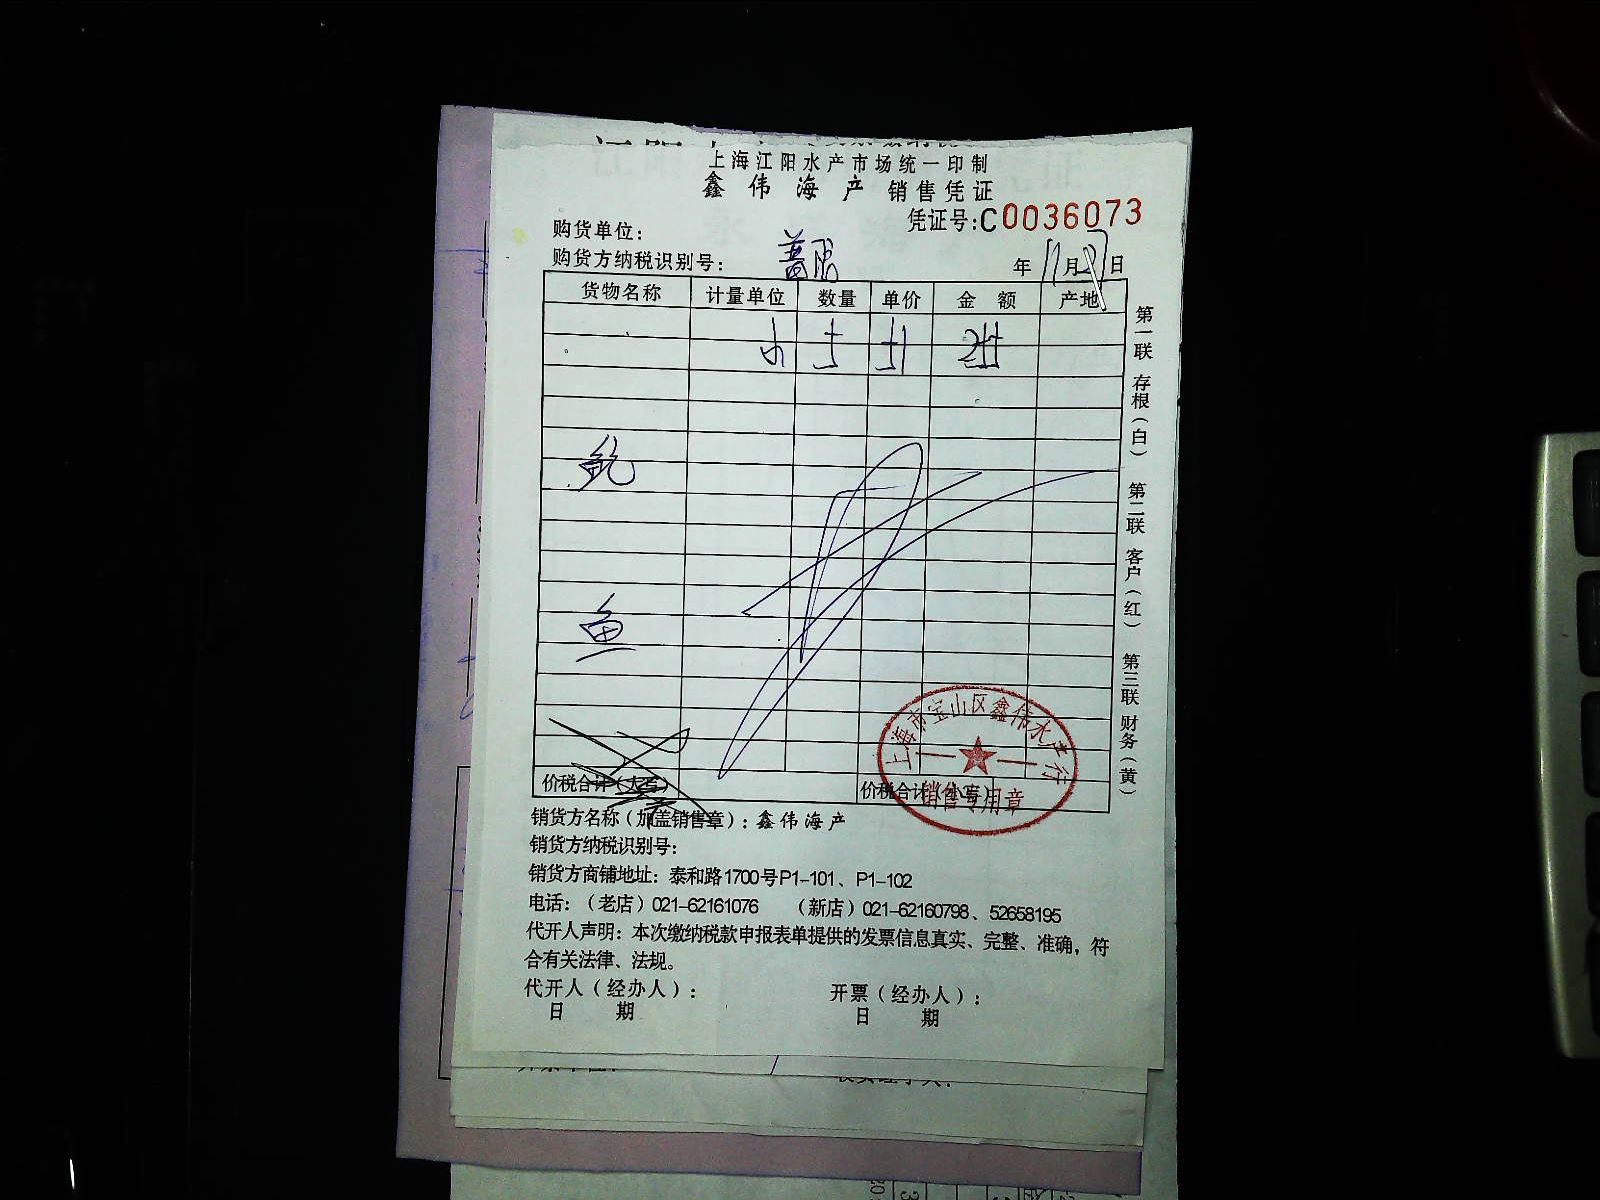 上海江阳水产市场统一印制
鑫伟海产 销售凭证
凭证号:C0036073
购货单位:
购货方纳税识别号:
年 11月 日
货物名称 计量单位 数量 单价 金额 产地
鲍
鱼
价税合计(大写) 价税合计(小写)
上海市宝山区鑫伟水产行
销售专用章
销货方名称(加盖销售章):鑫伟海产
销货方纳税识别号:
销货方商铺地址:泰和路1700号P1-101、P1-102
电话:(老店)021-62161076 (新店)021-62160798、52658195
代开人声明:本次缴纳税款申报表单提供的发票信息真实、完整、准确,符
合有关法律、法规。
代开人(经办人): 开票(经办人):
日期 日期
第一联 存根(白) 第二联 客户(红) 第三联 财务(黄)